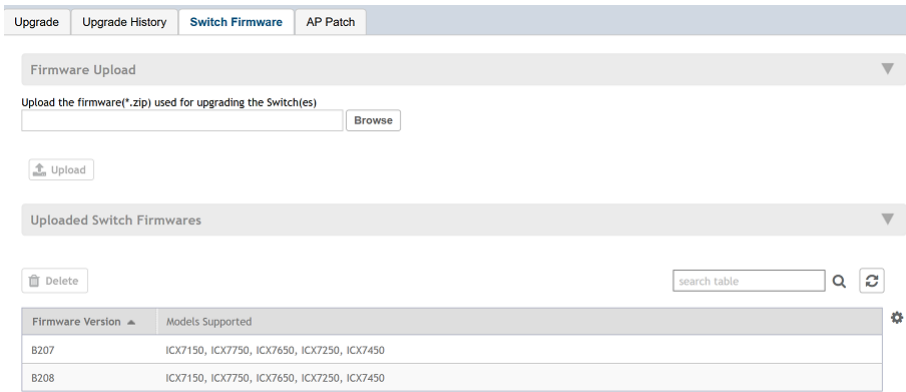 Upgrade Upgrade History Switch Firmware AP Patch
Firmware Upload
Upload the firmware(*.zip) used for upgrading the Switch(es)
Browse
Upload
Uploaded Switch Firmwares
Delete search table
Firmware Version Models Supported
B207 ICX7150, ICX7750, ICX7650, ICX7250, ICX7450
B208 ICX7150, ICX7750, ICX7650, ICX7250, ICX7450